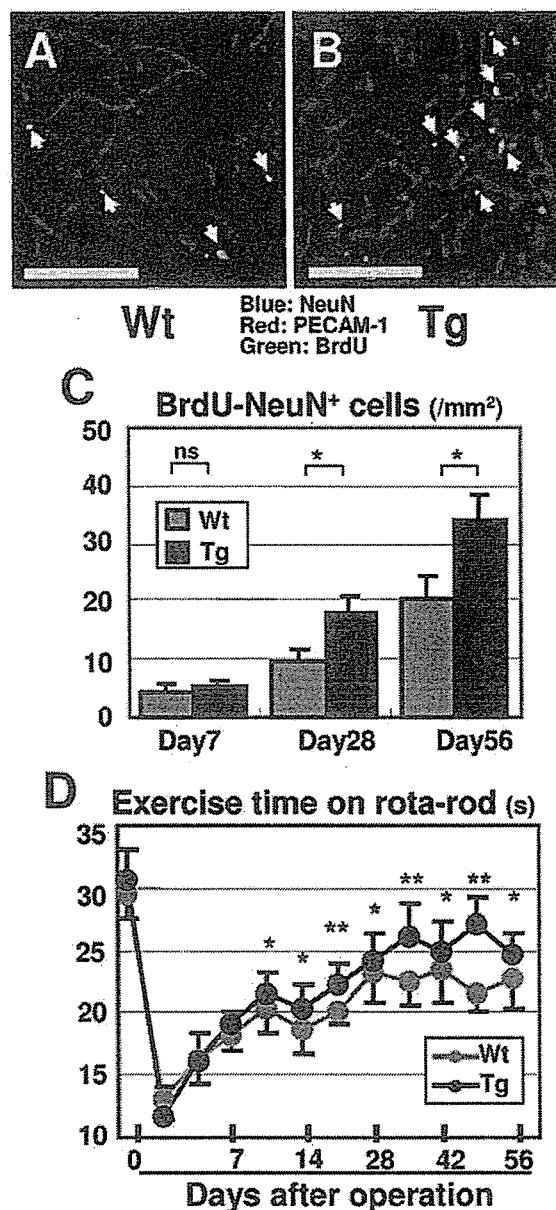 A
B
Wt
Blue: NeuN
Red: PECAM-1
Green: BrdU
Tg
C
BrdU-NeuN⁺ cells (/mm²)
50
40
30
20
10
0
ns
*
*
Wt
Tg
Day7 Day28 Day56
D
Exercise time on rota-rod (s)
35
30
25
20
15
10
* * ** * ** * ** *
Wt
Tg
0 7 14 28 42 56
Days after operation